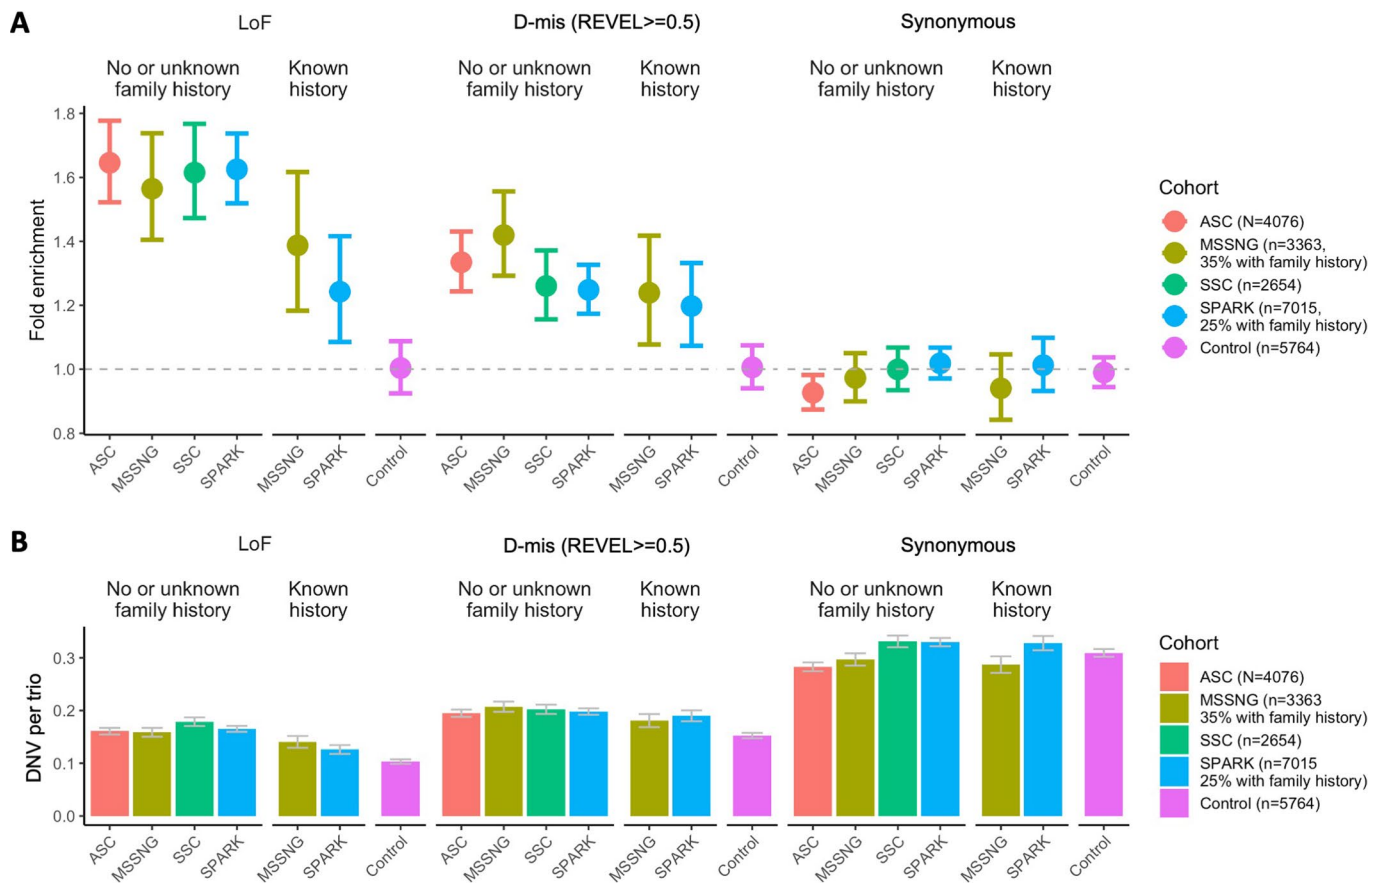 A
LoF
D-mis (REVEL>=0.5)
Synonymous
No or unknown
family history
Known
history
No or unknown
family history
Known
history
No or unknown
family history
Known
history
Fold enrichment
1.8
1.6
1.4
1.2
1.0
0.8
ASC
MSSNG
SSC
SPARK
MSSNG
SPARK
Control
ASC
MSSNG
SSC
SPARK
MSSNG
SPARK
Control
ASC
MSSNG
SSC
SPARK
MSSNG
SPARK
Control
Cohort
ASC (N=4076)
MSSNG (n=3363,
35% with family history)
SSC (n=2654)
SPARK (n=7015,
25% with family history)
Control (n=5764)
B
LoF
D-mis (REVEL>=0.5)
Synonymous
No or unknown
family history
Known
history
No or unknown
family history
Known
history
No or unknown
family history
Known
history
DNV per trio
0.3
0.2
0.1
0.0
ASC
MSSNG
SSC
SPARK
MSSNG
SPARK
Control
ASC
MSSNG
SSC
SPARK
MSSNG
SPARK
Control
ASC
MSSNG
SSC
SPARK
MSSNG
SPARK
Control
Cohort
ASC (N=4076)
MSSNG (n=3363
35% with family history)
SSC (n=2654)
SPARK (n=7015
25% with family history)
Control (n=5764)